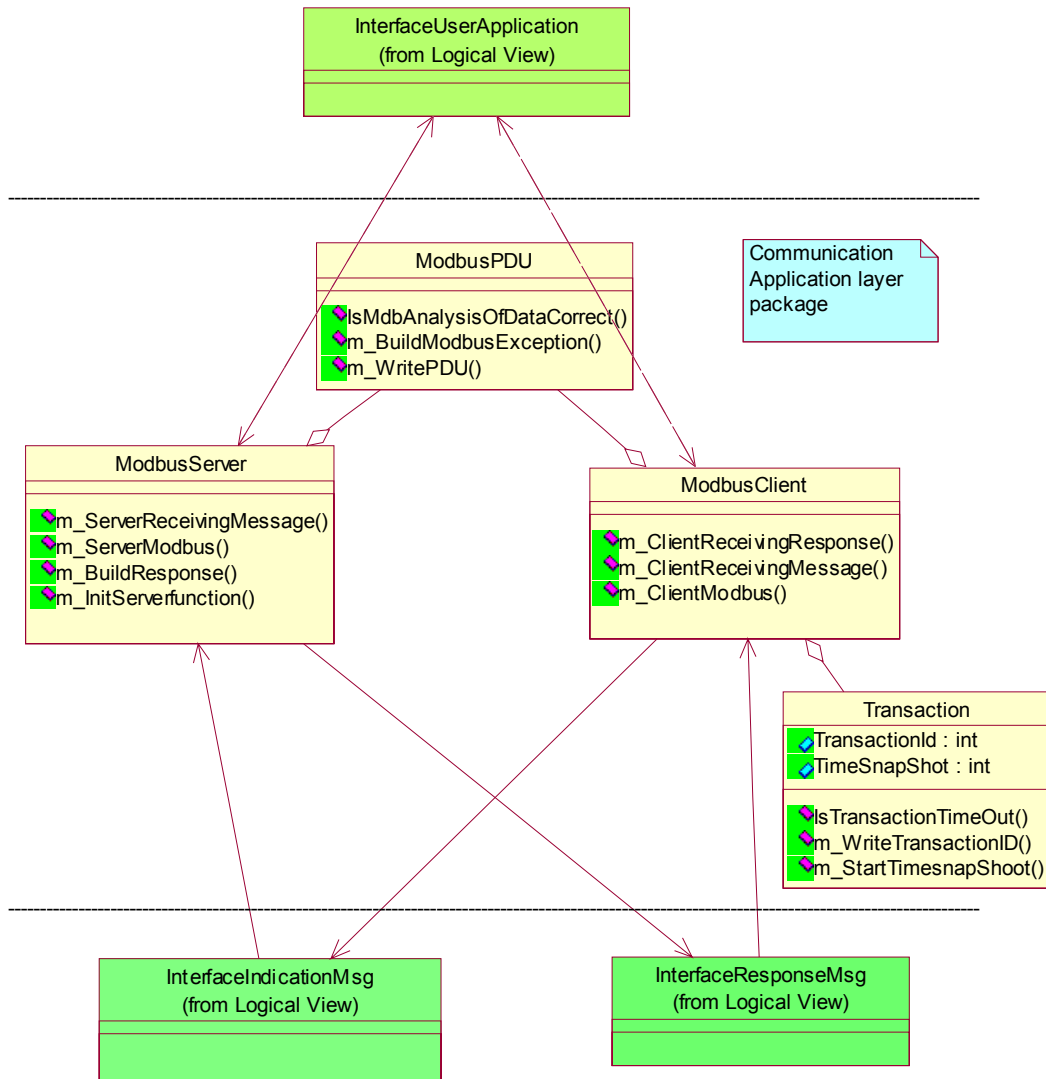 InterfaceUserApplication
(from Logical View)
ModbusPDU
IsMdbAnalysisOfDataCorrect()
m_BuildModbusException()
m_WritePDU()
Communication
Application layer
package
ModbusServer
m_ServerReceivingMessage()
m_ServerModbus()
m_BuildResponse()
m_InitServerfunction()
ModbusClient
m_ClientReceivingResponse()
m_ClientReceivingMessage()
m_ClientModbus()
Transaction
TransactionId : int
TimeSnapShot : int
IsTransactionTimeOut()
m_WriteTransactionID()
m_StartTimesnapShoot()
InterfaceIndicationMsg
(from Logical View)
InterfaceResponseMsg
(from Logical View)